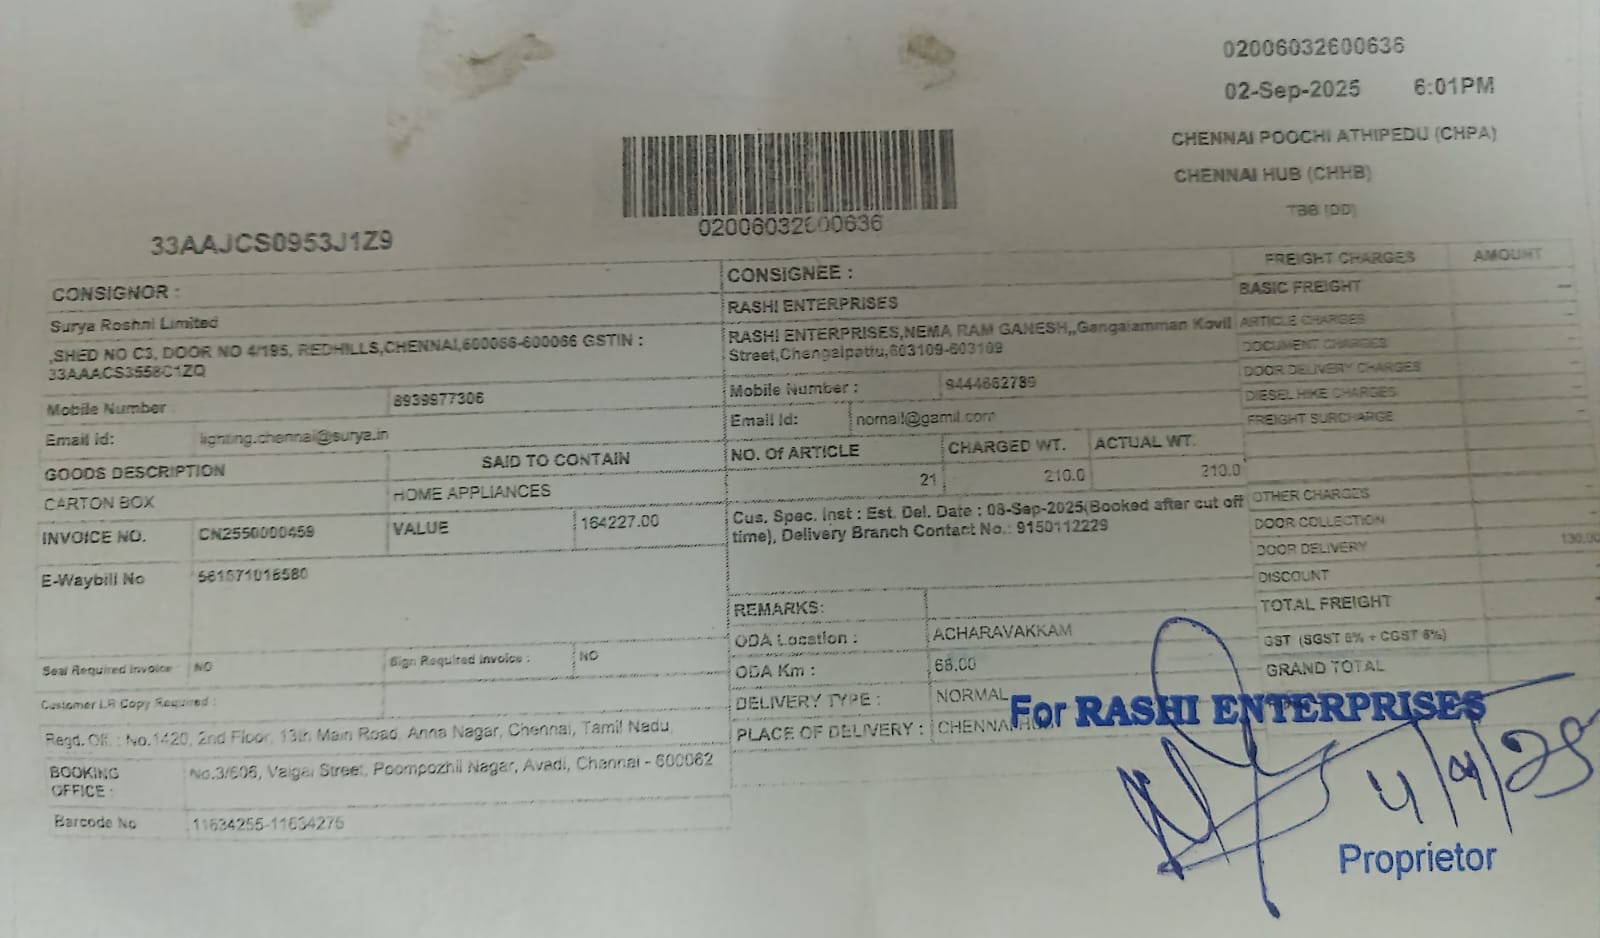 02006032600636
02-Sep-2025 6:01PM
CHENNAI POOCHI ATHIPEDU (CHPA)
CHENNAI HUB (CHHB)
TBB (DD)
02006032600636
33AAJCS0953J1Z9
CONSIGNOR :
Surya Roshni Limited
,SHED NO C3, DOOR NO 4/195, REDHILLS,CHENNAI,600066-600066 GSTIN :
33AAACS3558C1ZQ
Mobile Number 8939977306
Email id: lighting.chennai@surya.in
GOODS DESCRIPTION SAID TO CONTAIN
CARTON BOX HOME APPLIANCES
INVOICE NO. CN2550000459 VALUE 164227.00
E-Waybill No 561571016580
Seal Required Invoice : NO Sign Required Invoice : NO
Customer LR Copy Required :
Regd. Off. : No.1420, 2nd Floor, 13th Main Road, Anna Nagar, Chennai, Tamil Nadu,
BOOKING OFFICE : No.3/606, Vaigai Street, Poompozhil Nagar, Avadi, Chennai - 600062
Barcode No 11634255-11634275
CONSIGNEE :
RASHI ENTERPRISES
RASHI ENTERPRISES,NEMA RAM GANESH,,Gangaiamman Kovil
Street,Chengalpattu,603109-603109
Mobile Number : 9444662789
Email Id: nomail@gamil.com
NO. Of ARTICLE CHARGED WT. ACTUAL WT.
21 210.0 210.0
Cus. Spec. Inst : Est. Del. Date : 08-Sep-2025(Booked after cut off
time), Delivery Branch Contact No.: 9150112229
REMARKS:
ODA Location : ACHARAVAKKAM
ODA Km : 68.00
DELIVERY TYPE : NORMAL
PLACE OF DELIVERY : CHENNAI
FREIGHT CHARGES AMOUNT
BASIC FREIGHT
ARTICLE CHARGES
DOCUMENT CHARGES
DOOR DELIVERY CHARGES
DIESEL HIKE CHARGES
FREIGHT SURCHARGE
OTHER CHARGES
DOOR COLLECTION
DOOR DELIVERY 130.00
DISCOUNT
TOTAL FREIGHT
GST (SGST 6% + CGST 6%)
GRAND TOTAL
For RASHI ENTERPRISES
4/9/25
Proprietor